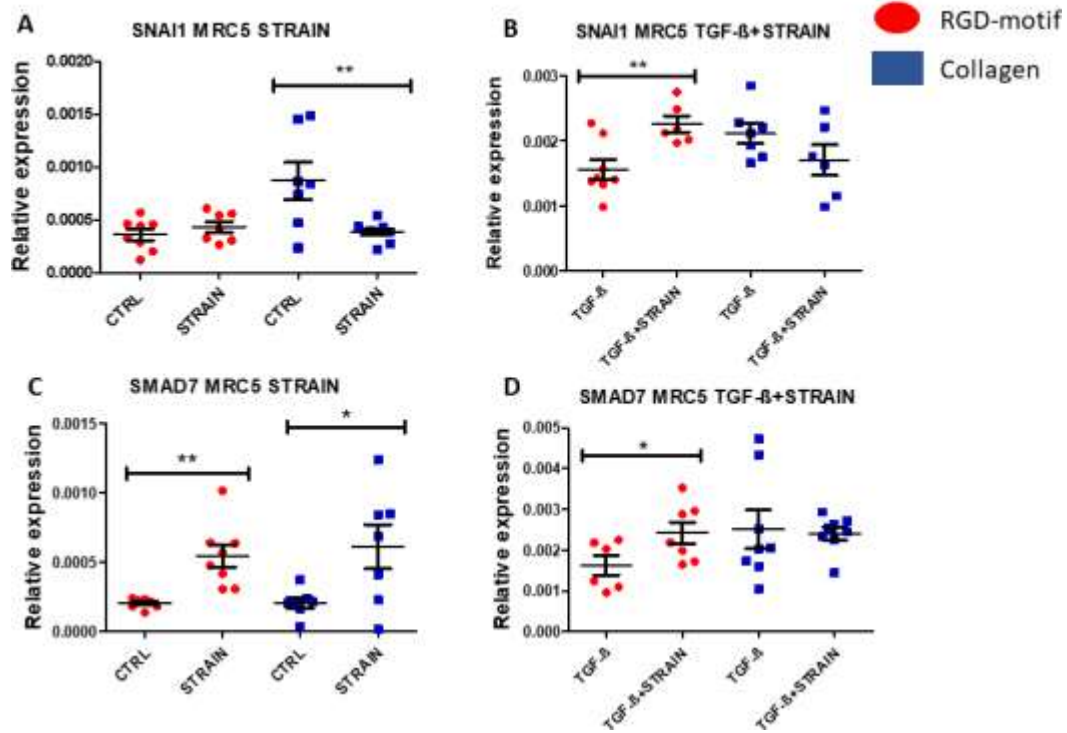 A
SNAI1 MRC5 STRAIN
Relative expression
0.0020
0.0015
0.0010
0.0005
0.0000
**
CTRL
STRAIN
CTRL
STRAIN
B
SNAI1 MRC5 TGF-ß+STRAIN
Relative expression
0.003
0.002
0.001
0.000
**
TGF-ß
TGF-ß+STRAIN
TGF-ß
TGF-ß+STRAIN
RGD-motif
Collagen
C
SMAD7 MRC5 STRAIN
Relative expression
0.0015
0.0010
0.0005
0.0000
**
*
CTRL
STRAIN
CTRL
STRAIN
D
SMAD7 MRC5 TGF-ß+STRAIN
Relative expression
0.005
0.004
0.003
0.002
0.001
0.000
*
TGF-ß
TGF-ß+STRAIN
TGF-ß
TGF-ß+STRAIN